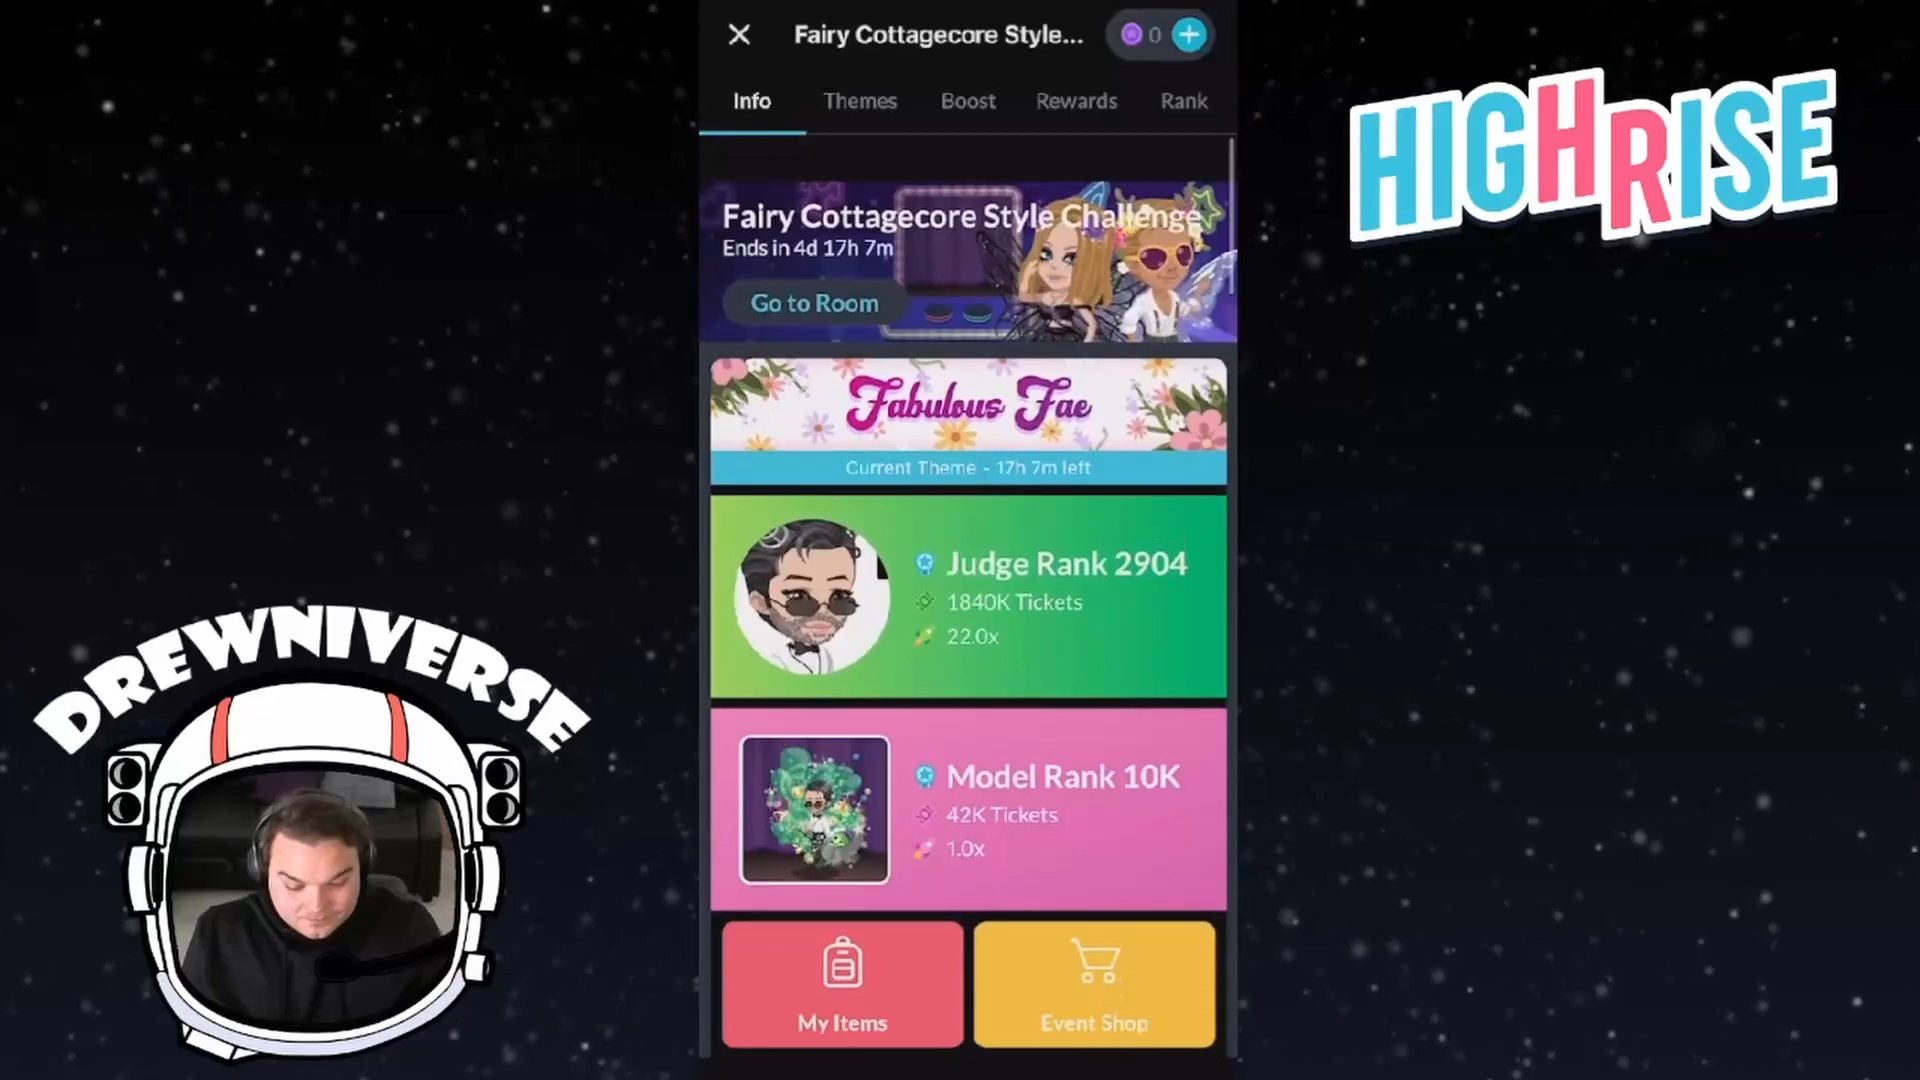 Fairy Cottagecore Style...
0
Info
Themes
Boost
Rewards
Rank
HIGHRISE
Fairy Cottagecore Style Challenge
Ends in 4d 17h 7m
Go to Room
Fabulous Fae
Current Theme - 17h 7m left
Judge Rank 2904
1840K Tickets
22.0x
DREWNIVERSE
Model Rank 10K
42K Tickets
1.0x
My Items
Event Shop